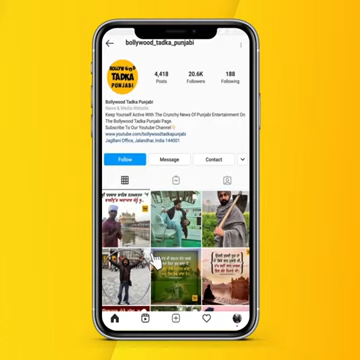 bollywood_tadka_punjabi
BOLLYWOOD
TADKA
PUNJABI
4,418
20.6K
188
Posts
Followers
Following
Bollywood Tadka Punjabi
News & Media Website
Keep Yourself Active With The Crunchy News Of Punjabi Entertainment On
The Bollywood Tadka Punjabi Page.
Subscribe To Our Youtube Channel
www.youtube.com/bollywoodtadkapunjabi
JagBani Office, Jalandhar, India 144001
Follow
Message
Contact